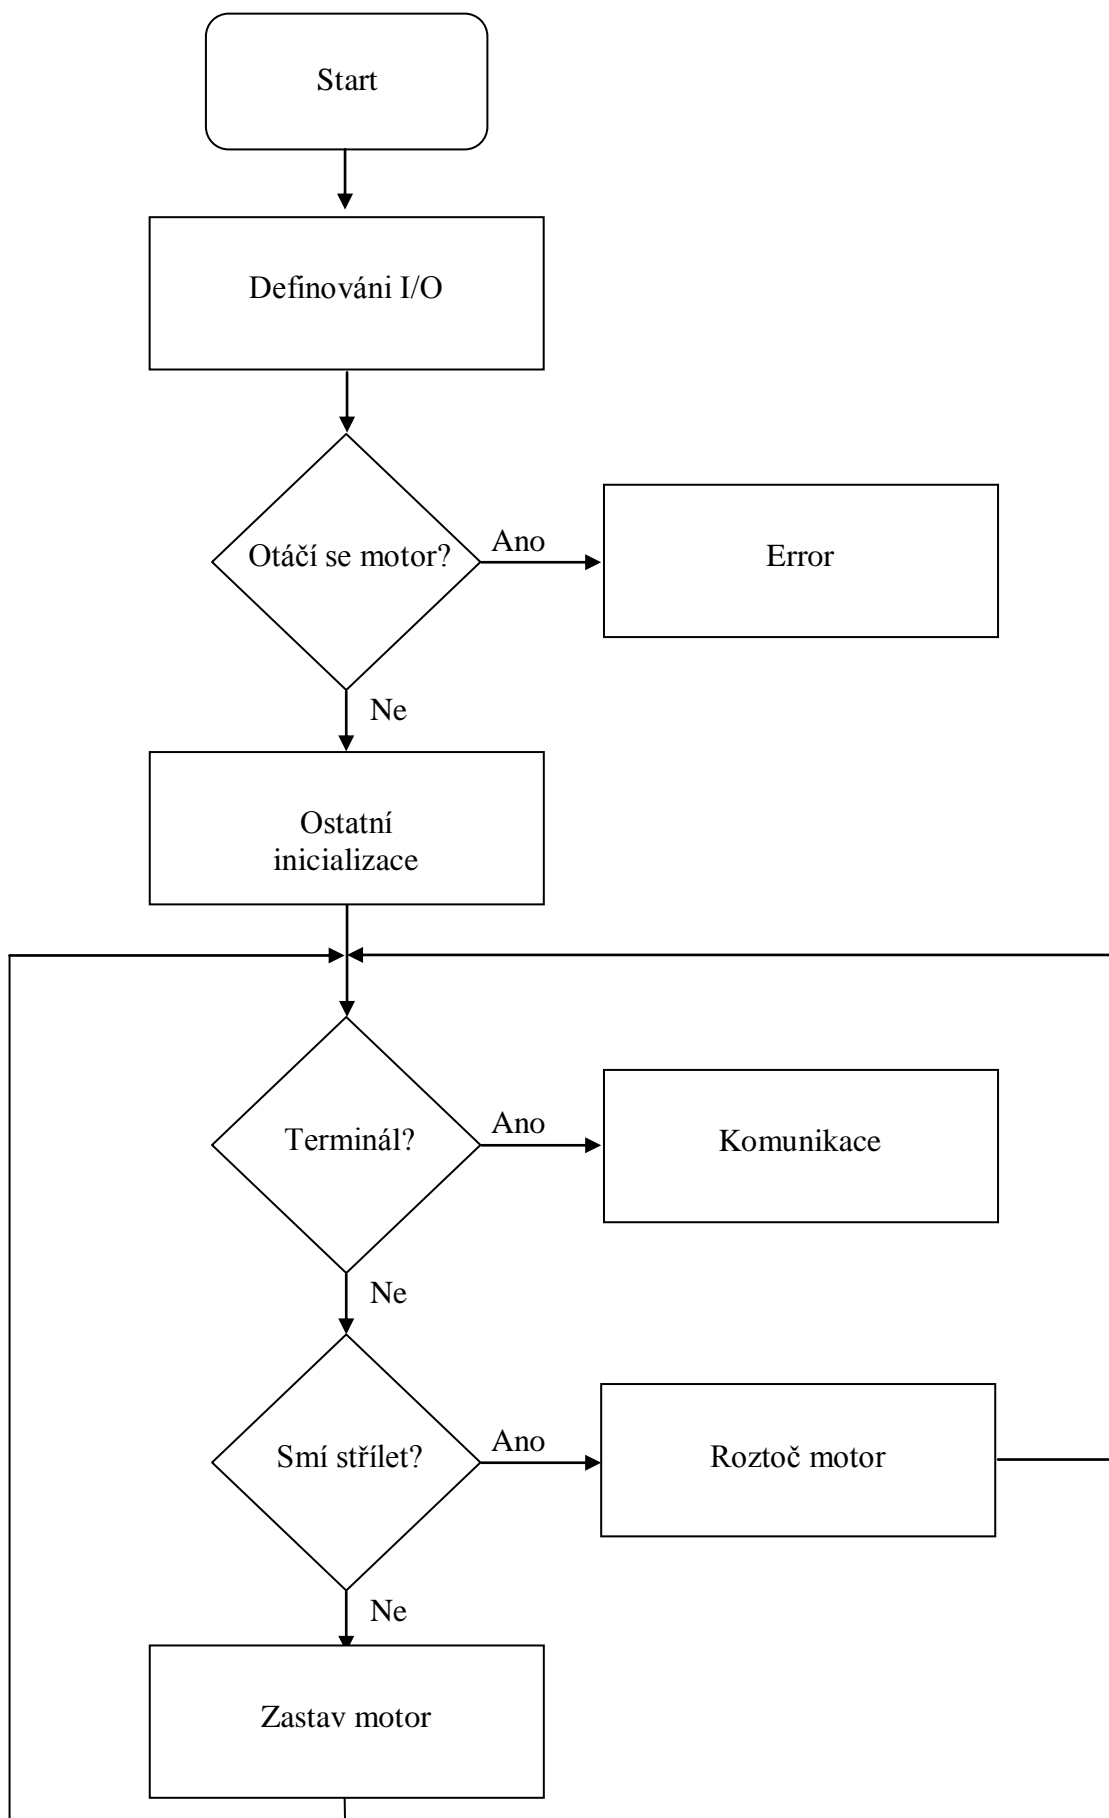 Start
Definováni I/O
Otáčí se motor?
Ano
Error
Ne
Ostatní
inicializace
Terminál?
Ano
Komunikace
Ne
Smí střílet?
Ano
Roztoč motor
Ne
Zastav motor